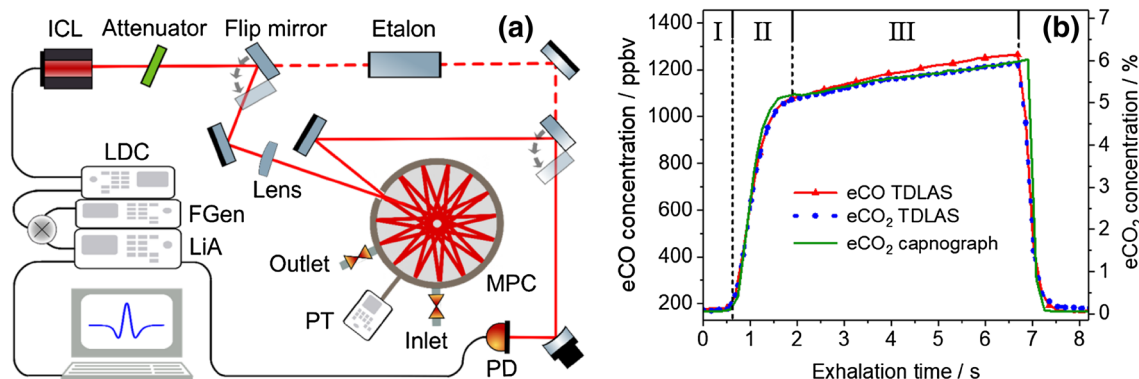 (a)
ICL
Attenuator
Flip mirror
Etalon
LDC
FGen
LiA
Lens
MPC
Outlet
PT
Inlet
PD
(b)
I
II
III
eCO concentration / ppbv
1400
1200
1000
800
600
400
200
eCO TDLAS
eCO₂ TDLAS
eCO₂ capnograph
7
6
5
4
3
2
1
0
eCO₂ concentration / %
0 1 2 3 4 5 6 7 8
Exhalation time / s